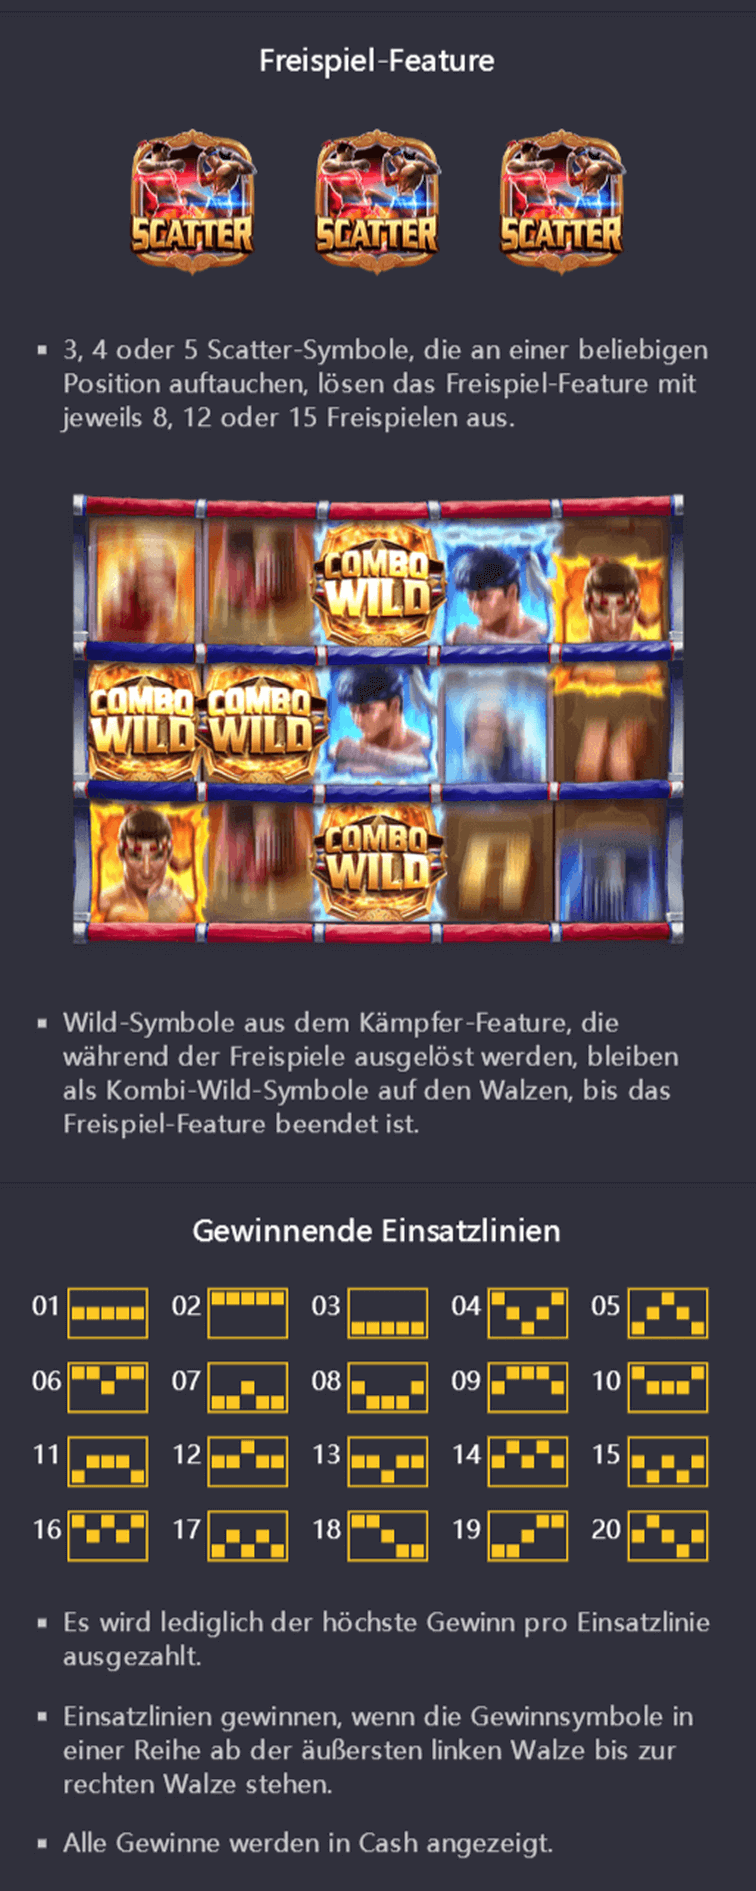 Freispiel-Feature
SCATTER SCATTER SCATTER
▪ 3, 4 oder 5 Scatter-Symbole, die an einer beliebigen
Position auftauchen, lösen das Freispiel-Feature mit
jeweils 8, 12 oder 15 Freispielen aus.
COMBO
WILD
COMBO COMBO
WILD WILD
COMBO
WILD
▪ Wild-Symbole aus dem Kämpfer-Feature, die
während der Freispiele ausgelöst werden, bleiben
als Kombi-Wild-Symbole auf den Walzen, bis das
Freispiel-Feature beendet ist.
Gewinnende Einsatzlinien
01 02 03 04 05
06 07 08 09 10
11 12 13 14 15
16 17 18 19 20
▪ Es wird lediglich der höchste Gewinn pro Einsatzlinie
ausgezahlt.
▪ Einsatzlinien gewinnen, wenn die Gewinnsymbole in
einer Reihe ab der äußersten linken Walze bis zur
rechten Walze stehen.
▪ Alle Gewinne werden in Cash angezeigt.